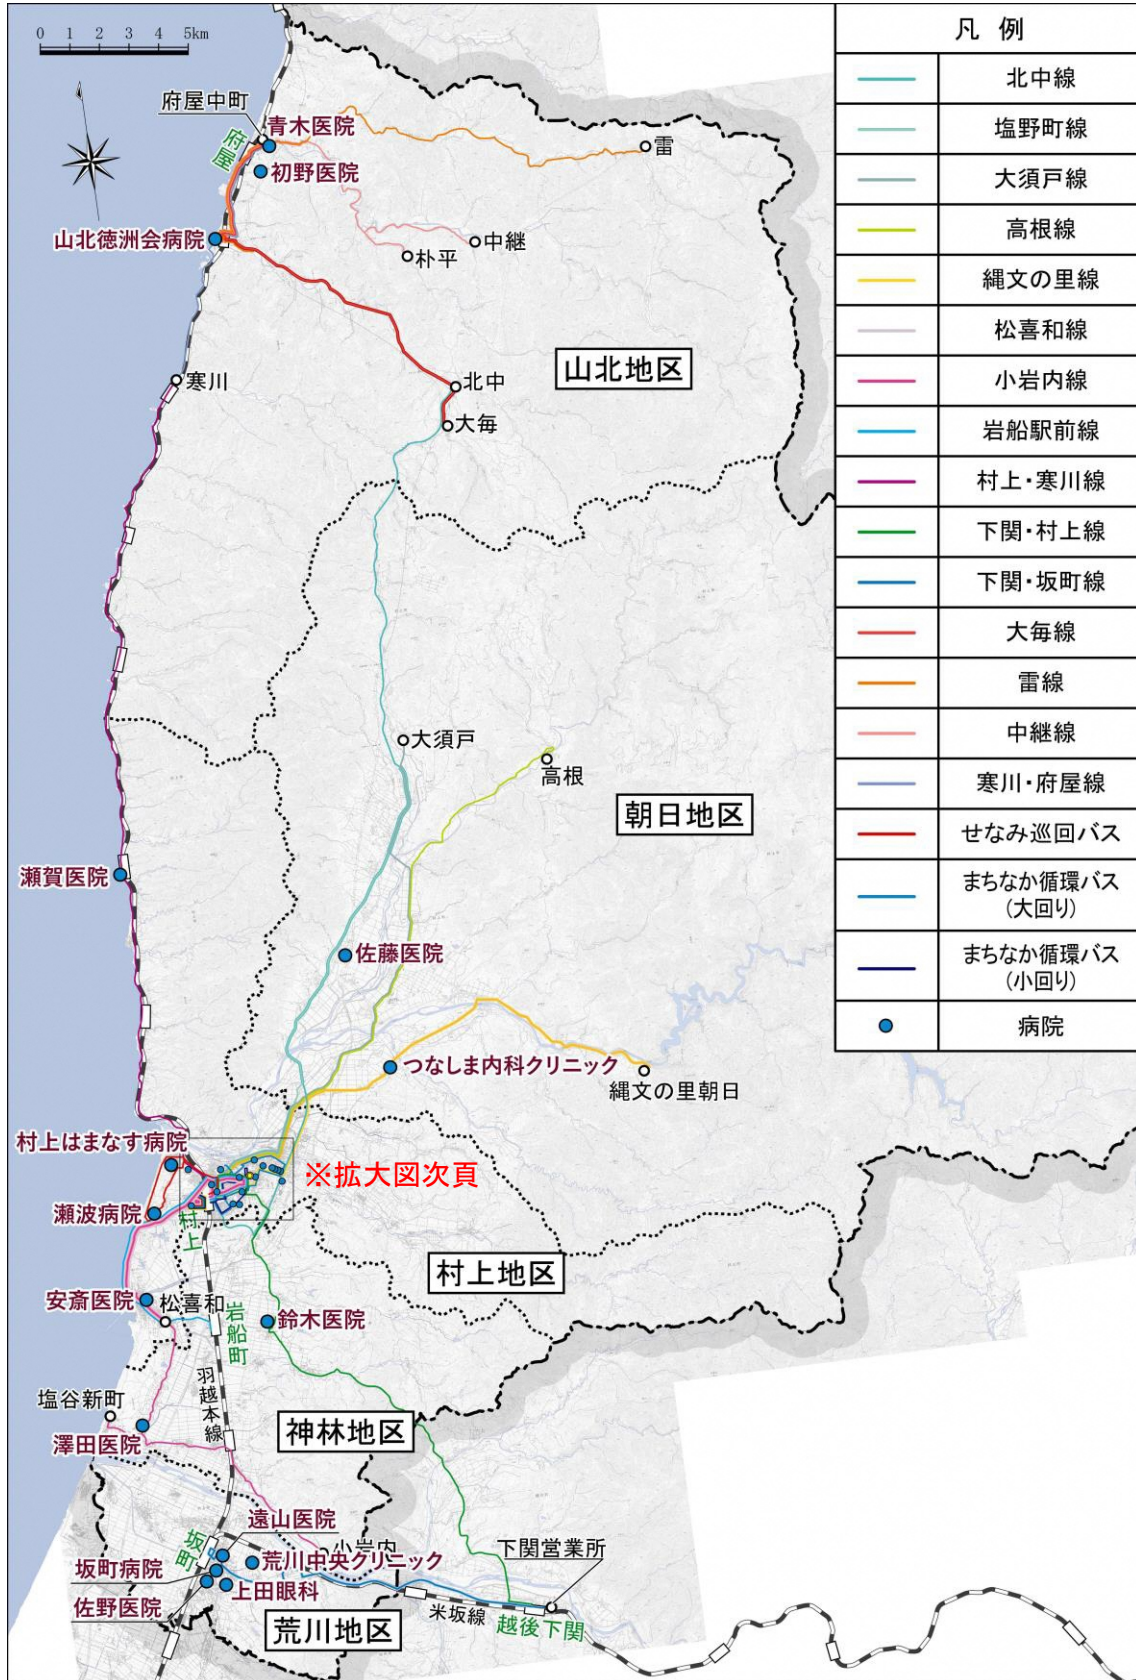 0 1 2 3 4 5km
凡 例
北中線
塩野町線
大須戸線
高根線
縄文の里線
松喜和線
小岩内線
岩船駅前線
村上・寒川線
下関・村上線
下関・坂町線
大毎線
雷線
中継線
寒川・府屋線
せなみ巡回バス
まちなか循環バス
(大回り)
まちなか循環バス
(小回り)
病院
府屋中町
青木医院
府屋
初野医院
雷
山北徳洲会病院
中継
朴平
山北地区
寒川
北中
大毎
大須戸
高根
朝日地区
瀬賀医院
佐藤医院
つなしま内科クリニック
縄文の里朝日
村上はまなす病院
※拡大図次頁
瀬波病院
村上
村上地区
安斎医院
松喜和
岩船町
鈴木医院
羽越本線
塩谷新町
澤田医院
神林地区
遠山医院
坂町
小岩内
下関営業所
荒川中央クリニック
坂町病院
上田眼科
佐野医院
米坂線
越後下関
荒川地区